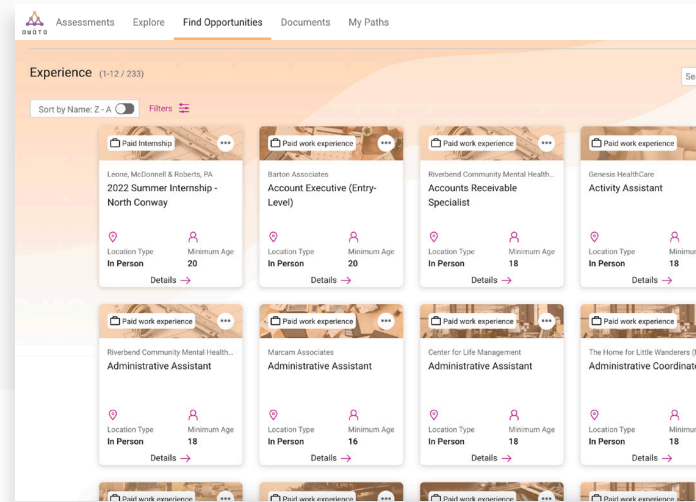 OWOTO
Assessments Explore Find Opportunities Documents My Paths
Experience (1-12 / 233)
Sort by Name: Z - A Filters
Paid Internship
Leone, McDonnell & Roberts, PA
2022 Summer Internship -
North Conway
Location Type Minimum Age
In Person 20
Details →
Paid work experience
Barton Associates
Account Executive (Entry-
Level)
Location Type Minimum Age
In Person 20
Details →
Paid work experience
Riverbend Community Mental Health...
Accounts Receivable
Specialist
Location Type Minimum Age
In Person 18
Details →
Paid work experience
Genesis HealthCare
Activity Assistant
Location Type
In Person 18
Details →
Paid work experience
Riverbend Community Mental Health...
Administrative Assistant
Location Type Minimum Age
In Person 18
Details →
Paid work experience
Marcam Associates
Administrative Assistant
Location Type Minimum Age
In Person 16
Details →
Paid work experience
Center for Life Management
Administrative Assistant
Location Type Minimum Age
In Person 18
Details →
Paid work experience
The Home for Little Wanderers
Administrative
Location Type
In Person 18
Details →
Paid work experience
Paid work experience
Paid work experience
Paid work experience